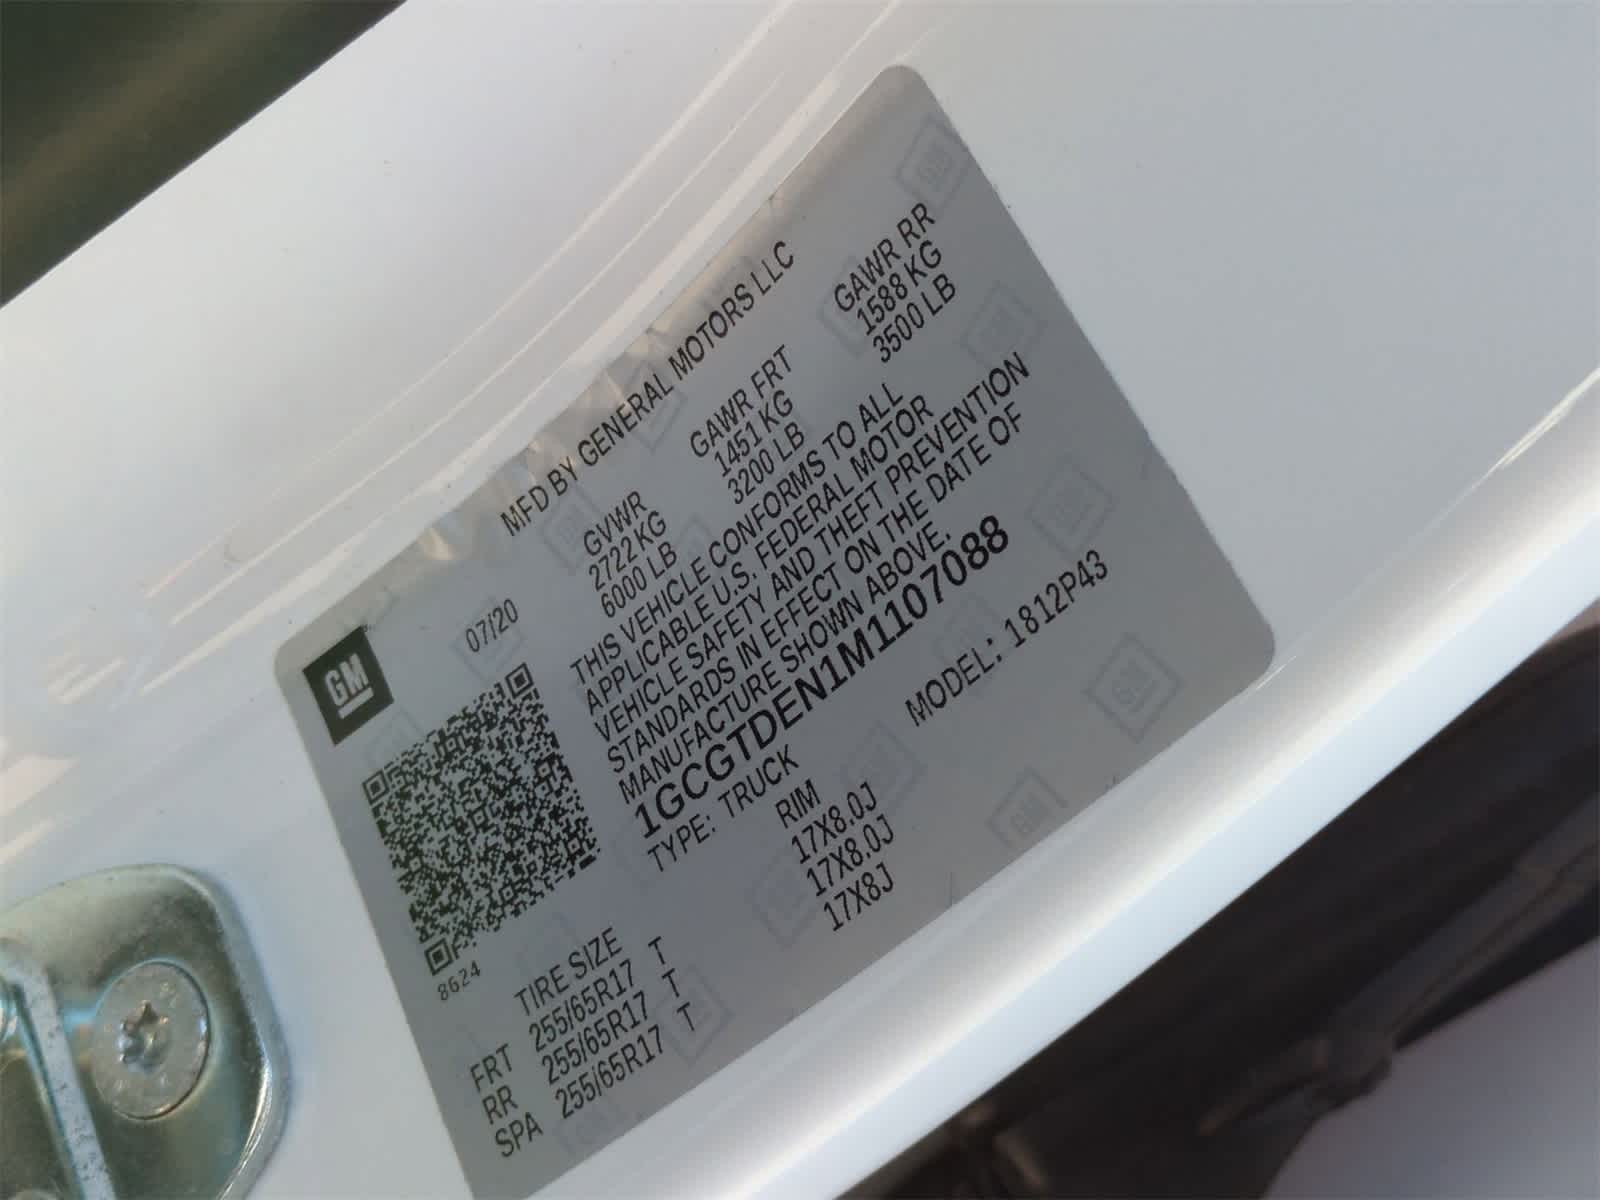 GM
MFD BY GENERAL MOTORS LLC
07/20
GVWR GAWR FRT GAWR RR
2722 KG 1451 KG 1588 KG
6000 LB 3200 LB 3500 LB
THIS VEHICLE CONFORMS TO ALL
APPLICABLE U.S. FEDERAL MOTOR
VEHICLE SAFETY AND THEFT PREVENTION
STANDARDS IN EFFECT ON THE DATE OF
MANUFACTURE SHOWN ABOVE.
1GCGTDEN1M1107088
TYPE: TRUCK MODEL: 1812P43
8624
TIRE SIZE RIM
FRT 255/65R17 T 17X8.0J
RR 255/65R17 T 17X8.0J
SPA 255/65R17 T 17X8J